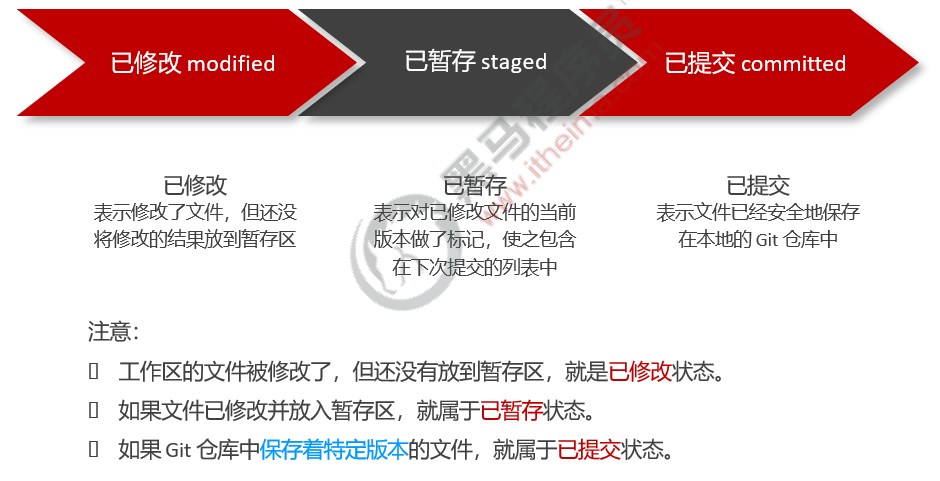 已修改 modified
已暂存 staged
已提交 committed
已修改
表示修改了文件，但还没
将修改的结果放到暂存区
已暂存
表示对已修改文件的当前
版本做了标记，使之包含
在下次提交的列表中
已提交
表示文件已经安全地保存
在本地的 Git 仓库中
注意：
工作区的文件被修改了，但还没有放到暂存区，就是已修改状态。
如果文件已修改并放入暂存区，就属于已暂存状态。
如果 Git 仓库中保存着特定版本的文件，就属于已提交状态。